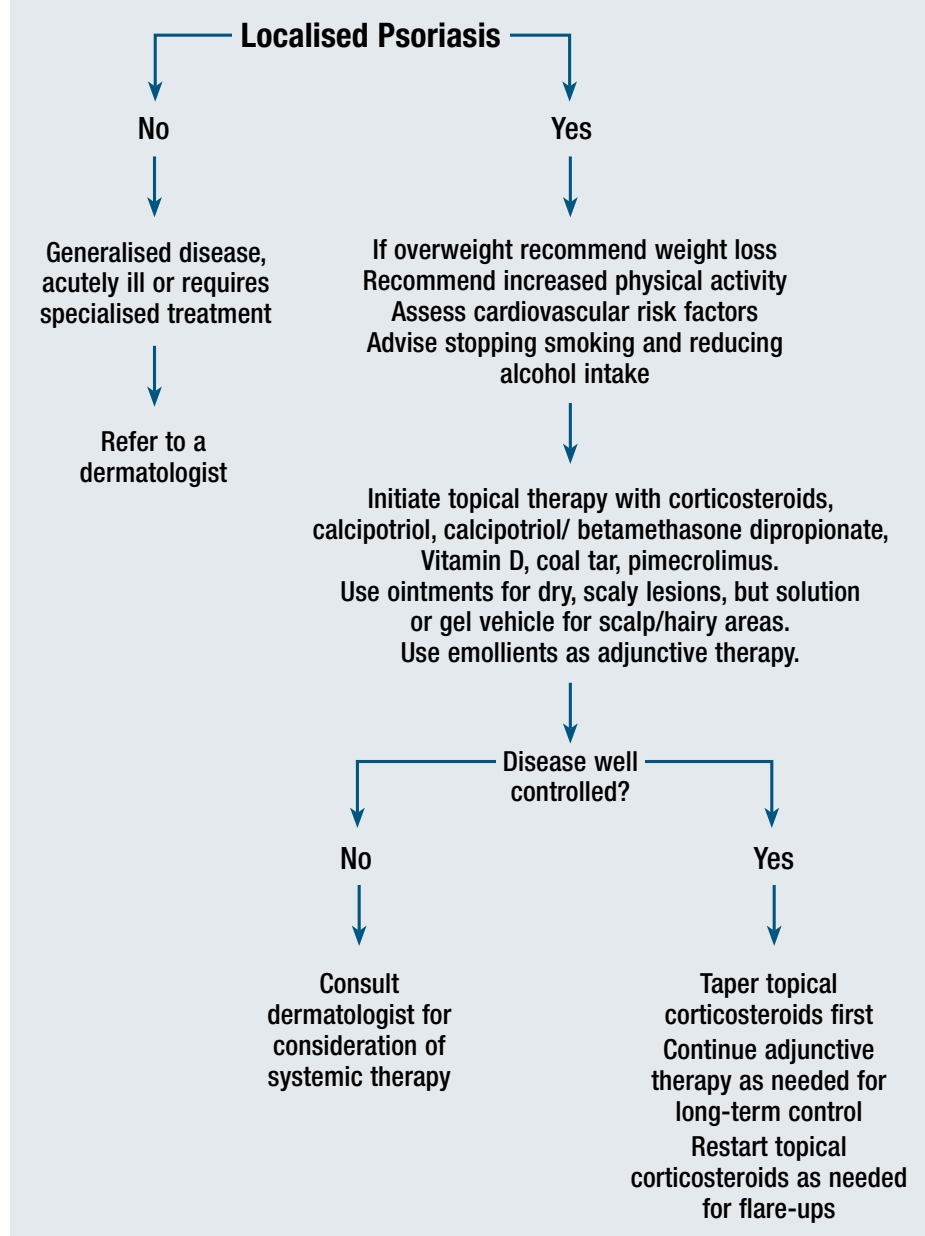 Localised Psoriasis
No
Yes
Generalised disease,
acutely ill or requires
specialised treatment
Refer to a
dermatologist
If overweight recommend weight loss
Recommend increased physical activity
Assess cardiovascular risk factors
Advise stopping smoking and reducing
alcohol intake
Initiate topical therapy with corticosteroids,
calcipotriol, calcipotriol/ betamethasone dipropionate,
Vitamin D, coal tar, pimecrolimus.
Use ointments for dry, scaly lesions, but solution
or gel vehicle for scalp/hairy areas.
Use emollients as adjunctive therapy.
Disease well
controlled?
No
Yes
Consult
dermatologist for
consideration of
systemic therapy
Taper topical
corticosteroids first
Continue adjunctive
therapy as needed for
long-term control
Restart topical
corticosteroids as needed
for flare-ups